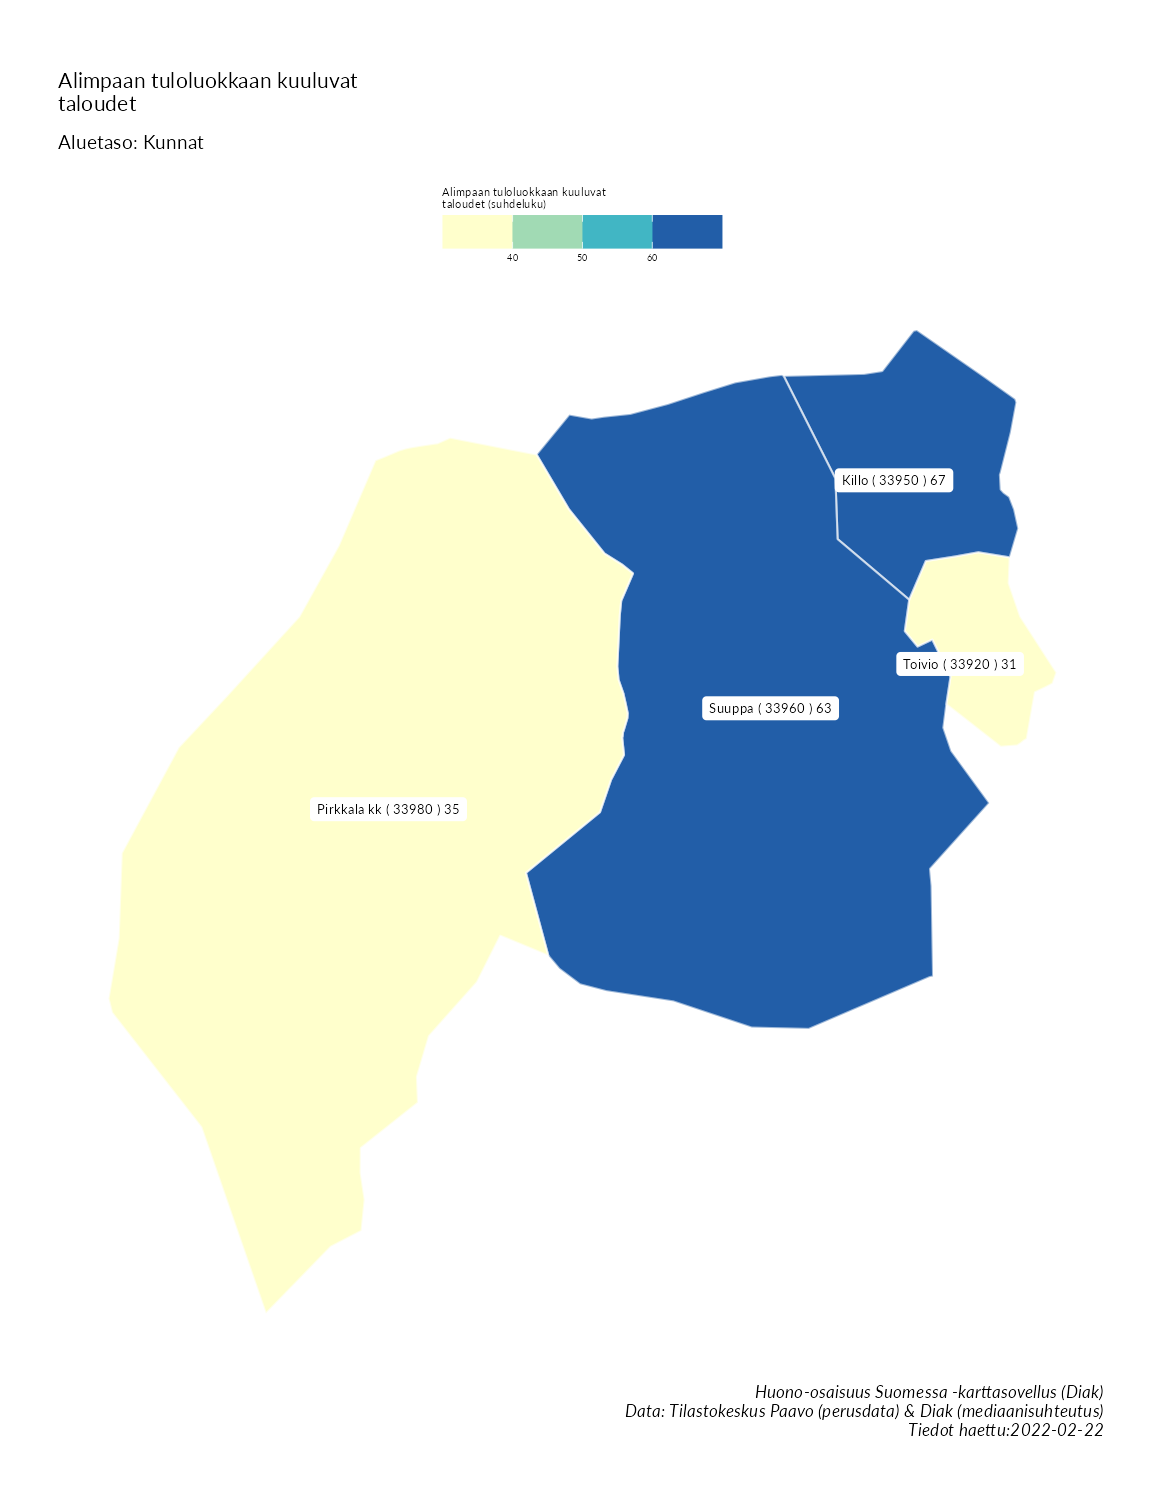 Alimpaan tuloluokkaan kuuluvat
taloudet
Aluetaso: Kunnat
Alimpaan tuloluokkaan kuuluvat
taloudet (suhdeluku)
40 50 60
Killo ( 33950 ) 67
Toivio ( 33920 ) 31
Suuppa ( 33960 ) 63
Pirkkala kk ( 33980 ) 35
Huono-osaisuus Suomessa -karttasovellus (Diak)
Data: Tilastokeskus Paavo (perusdata) & Diak (mediaanisuhteutus)
Tiedot haettu:2022-02-22